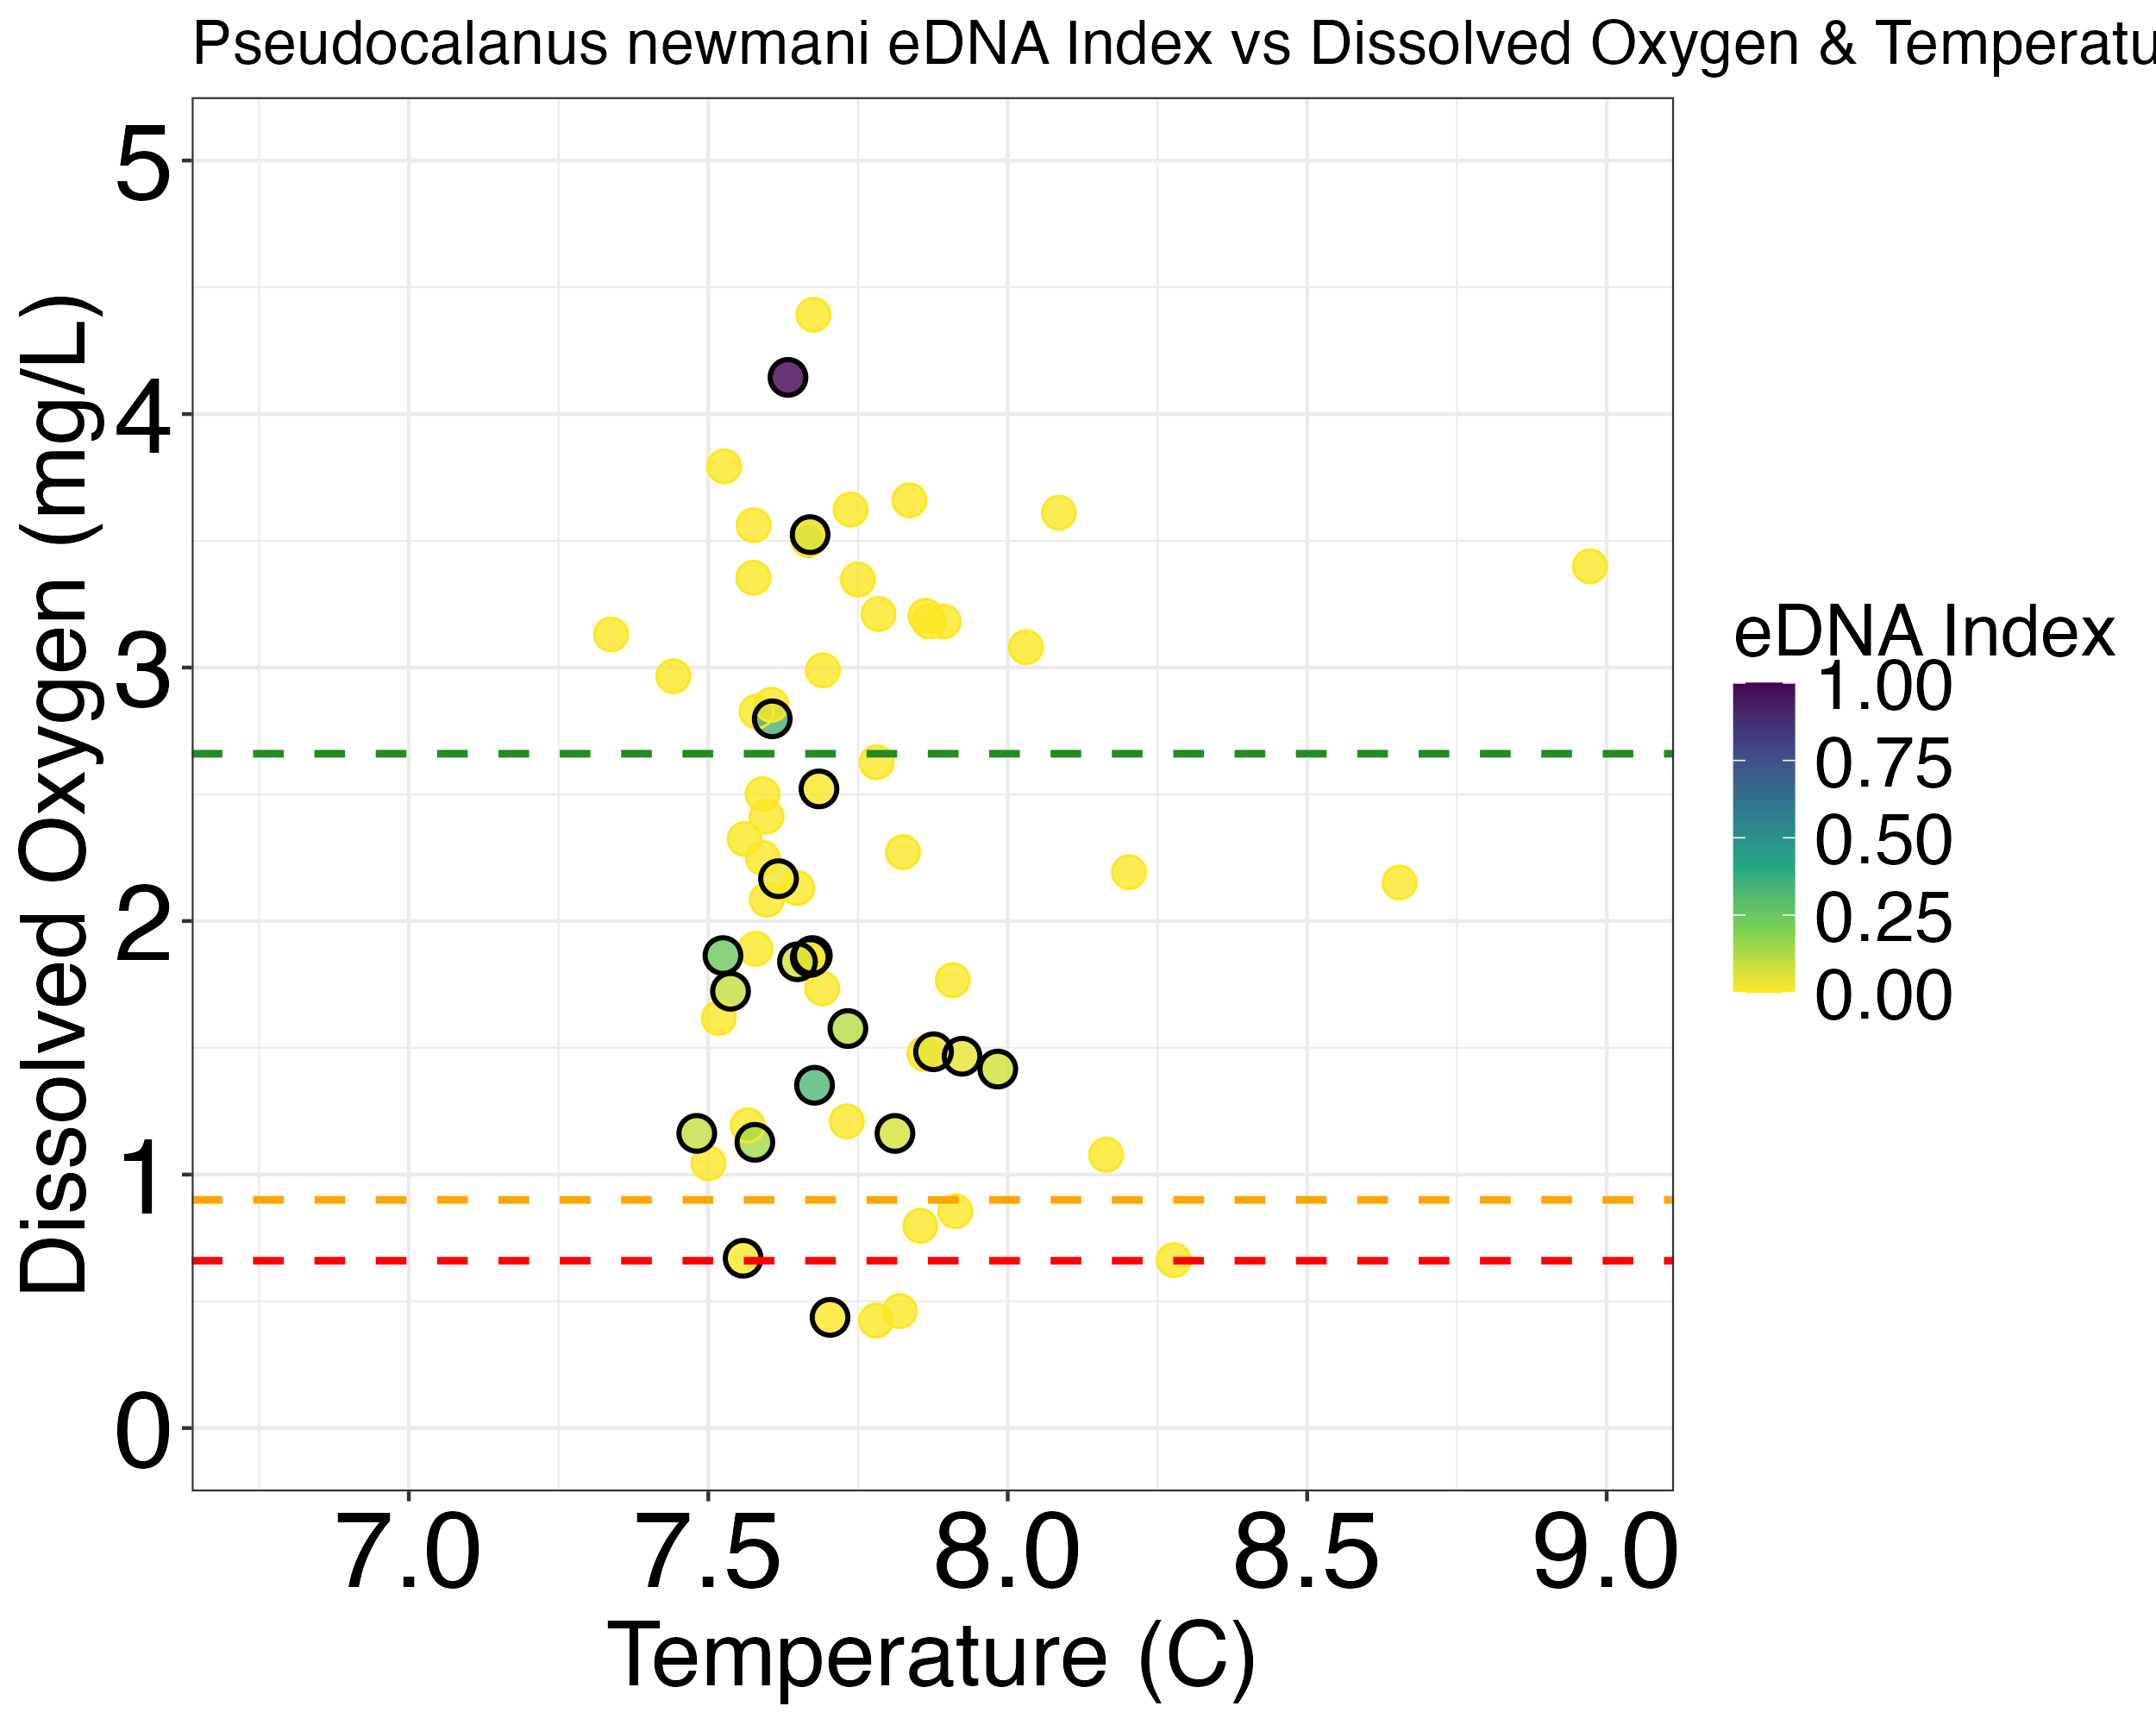 Pseudocalanus newmani eDNA Index vs Dissolved Oxygen & Temperatu
Dissolved Oxygen (mg/L)
5
4
3
2
1
0
7.0 7.5 8.0 8.5 9.0
Temperature (C)
eDNA Index
1.00
0.75
0.50
0.25
0.00